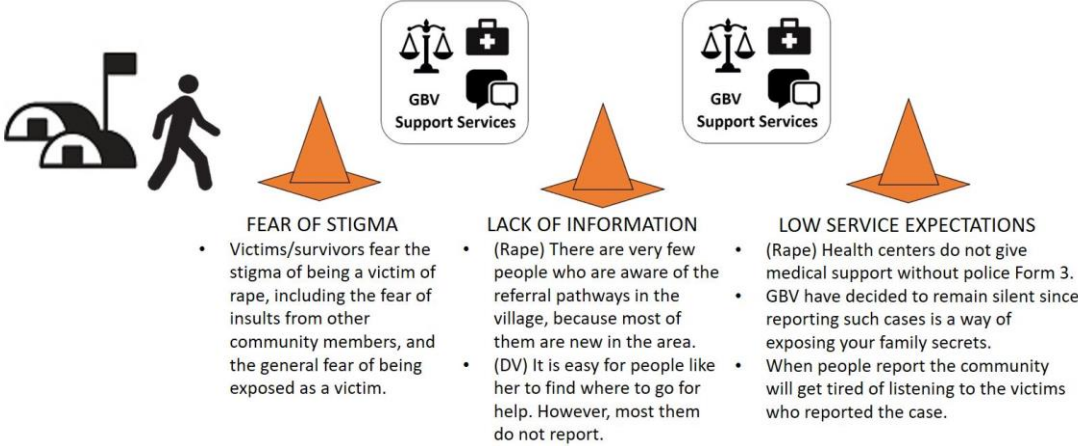 GBV
Support Services
GBV
Support Services
FEAR OF STIGMA
• Victims/survivors fear the
stigma of being a victim of
rape, including the fear of
insults from other
community members, and
the general fear of being
exposed as a victim.
LACK OF INFORMATION
• (Rape) There are very few
people who are aware of the
referral pathways in the
village, because most of
them are new in the area.
• (DV) It is easy for people like
her to find where to go for
help. However, most them
do not report.
LOW SERVICE EXPECTATIONS
• (Rape) Health centers do not give
medical support without police Form 3.
• GBV have decided to remain silent since
reporting such cases is a way of
exposing your family secrets.
• When people report the community
will get tired of listening to the victims
who reported the case.